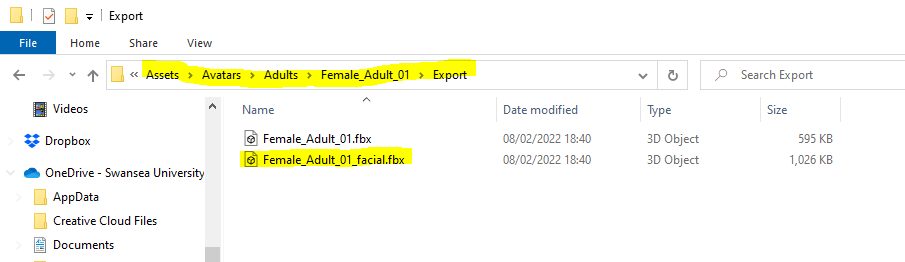 Export
File Home Share View
« Assets > Avatars > Adults > Female_Adult_01 > Export
Search Export
Videos
Dropbox
OneDrive - Swansea University
AppData
Creative Cloud Files
Documents
Name Date modified Type Size
Female_Adult_01.fbx 08/02/2022 18:40 3D Object 595 KB
Female_Adult_01_facial.fbx 08/02/2022 18:40 3D Object 1,026 KB